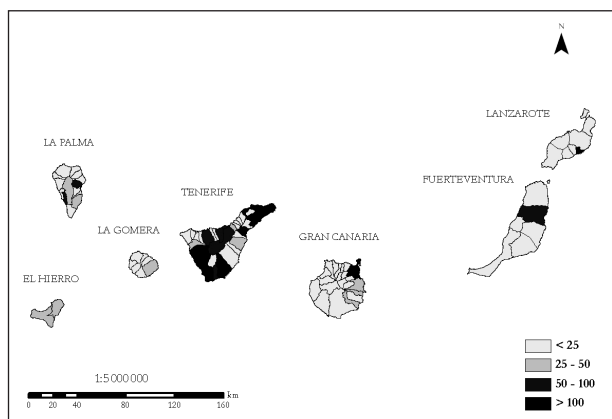 N
LANZAROTE
LA PALMA
FUERTEVENTURA
TENERIFE
LA GOMERA
GRAN CANARIA
EL HIERRO
< 25
25 - 50
50 - 100
> 100
1:5 000 000
km
0 20 40 80 120 160